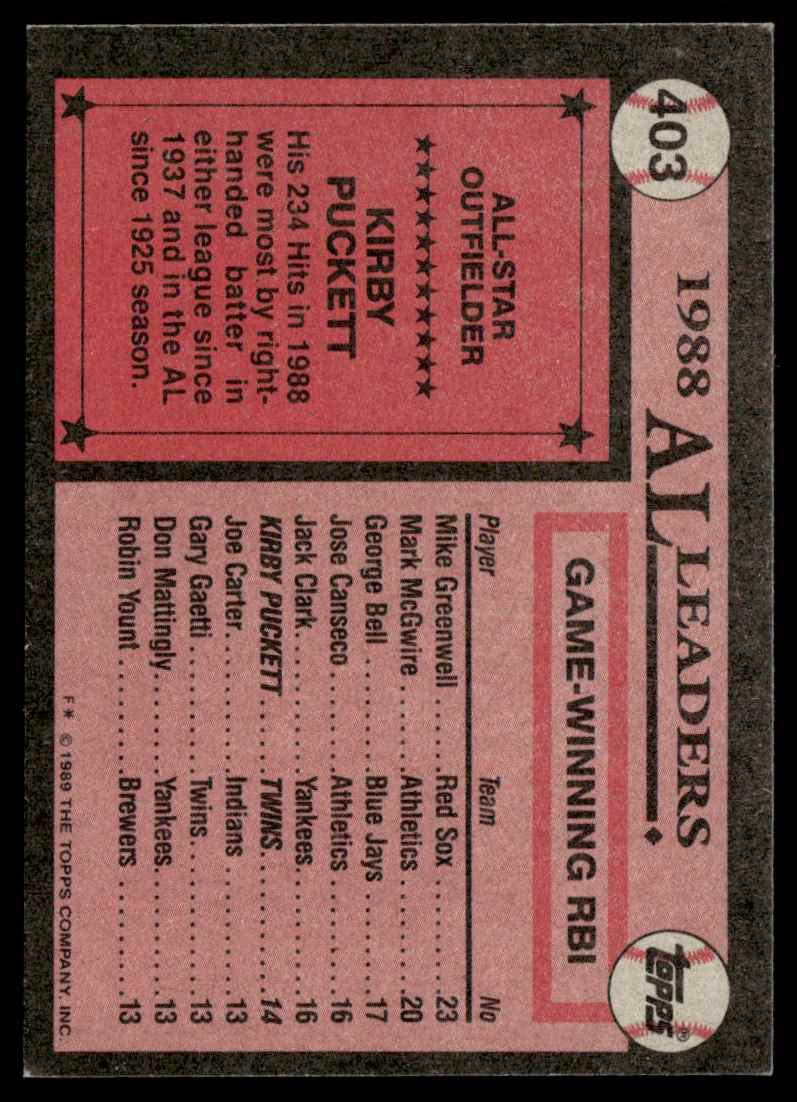 403
1988 AL LEADERS
topps®
ALL-STAR
OUTFIELDER
★★★★★★★★★★
KIRBY
PUCKETT
His 234 Hits in 1988
were most by right-
handed batter in
either league since
1937 and in the AL
since 1925 season.
GAME-WINNING RBI
Player Team No
Mike Greenwell.....Red Sox........23
Mark McGwire.....Athletics........20
George Bell........Blue Jays........17
Jose Canseco......Athletics........16
Jack Clark..........Yankees........16
KIRBY PUCKETT....TWINS........14
Joe Carter..........Indians........13
Gary Gaetti.........Twins..........13
Don Mattingly......Yankees........13
Robin Yount........Brewers........13
F* © 1989 THE TOPPS COMPANY, INC.